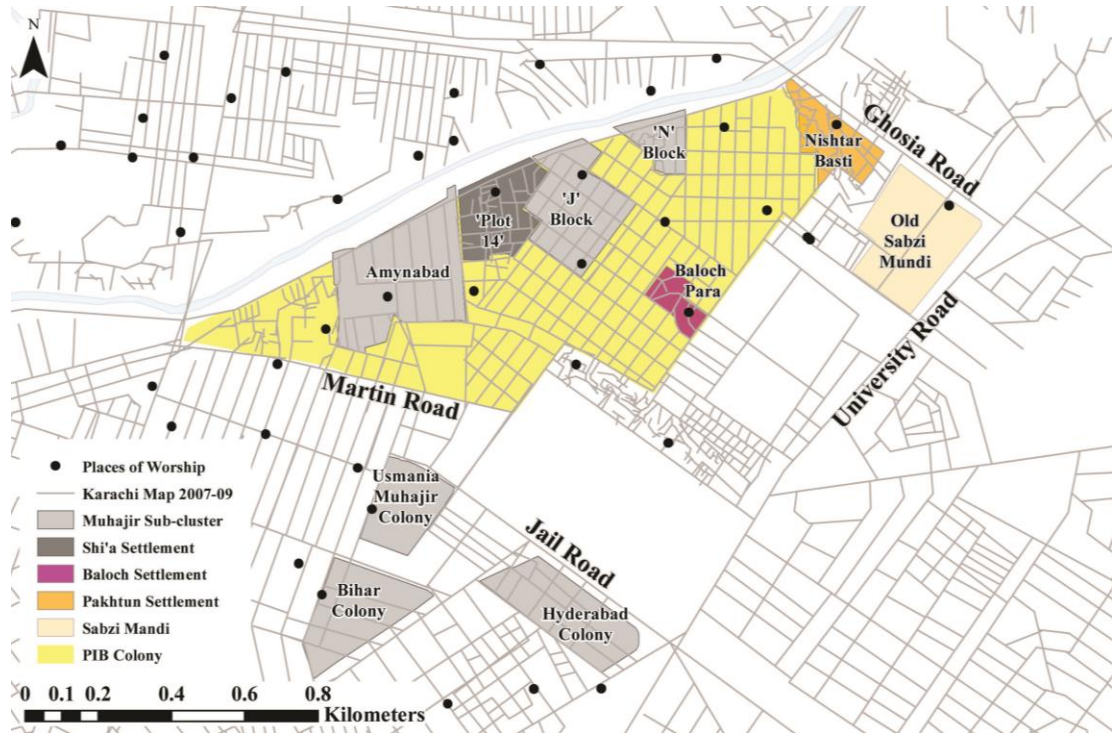 N
Ghosia Road
'N'
Block
Nishtar
Basti
'J'
Block
'Plot
14'
Old
Sabzi
Mundi
Amynabad
Baloch
Para
University Road
Martin Road
Usmania
Muhajir
Colony
Jail Road
Bihar
Colony
Hyderabad
Colony
Places of Worship
Karachi Map 2007-09
Muhajir Sub-cluster
Shi'a Settlement
Baloch Settlement
Pakhtun Settlement
Sabzi Mandi
PIB Colony
0 0.1 0.2 0.4 0.6 0.8
Kilometers